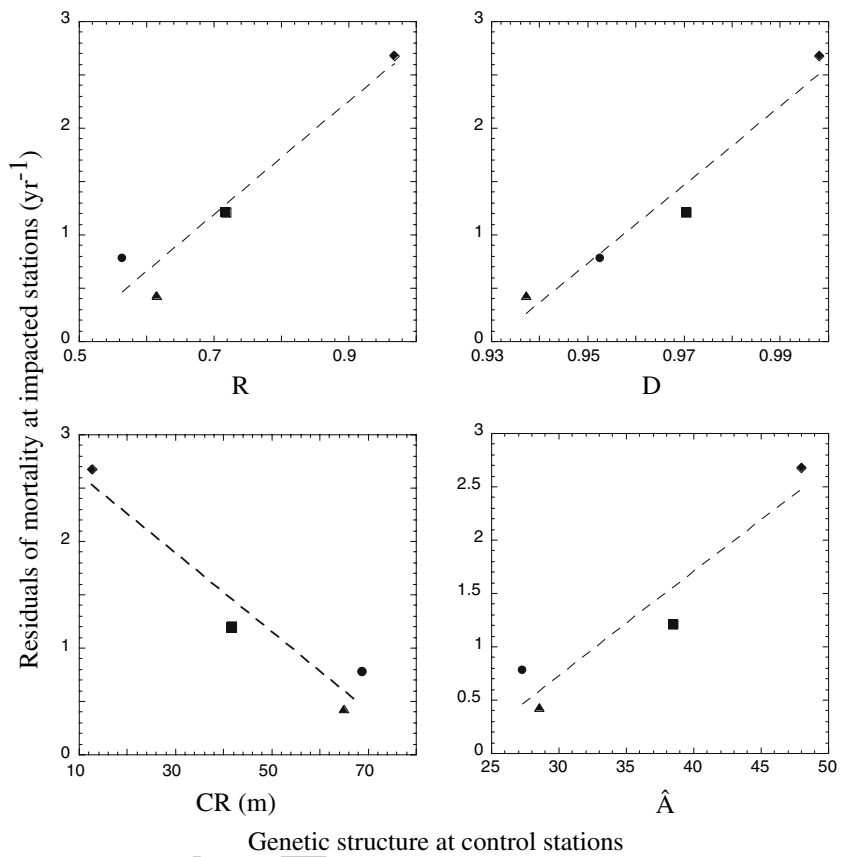 Residuals of mortality at impacted stations (yr⁻¹)
3
2
1
0
0.5 0.7 0.9
R
3
2
1
0
0.93 0.95 0.97 0.99
D
3
2
1
0
10 30 50 70
CR (m)
3
2.5
2
1.5
1
0.5
0
25 30 35 40 45 50
Â
Genetic structure at control stations